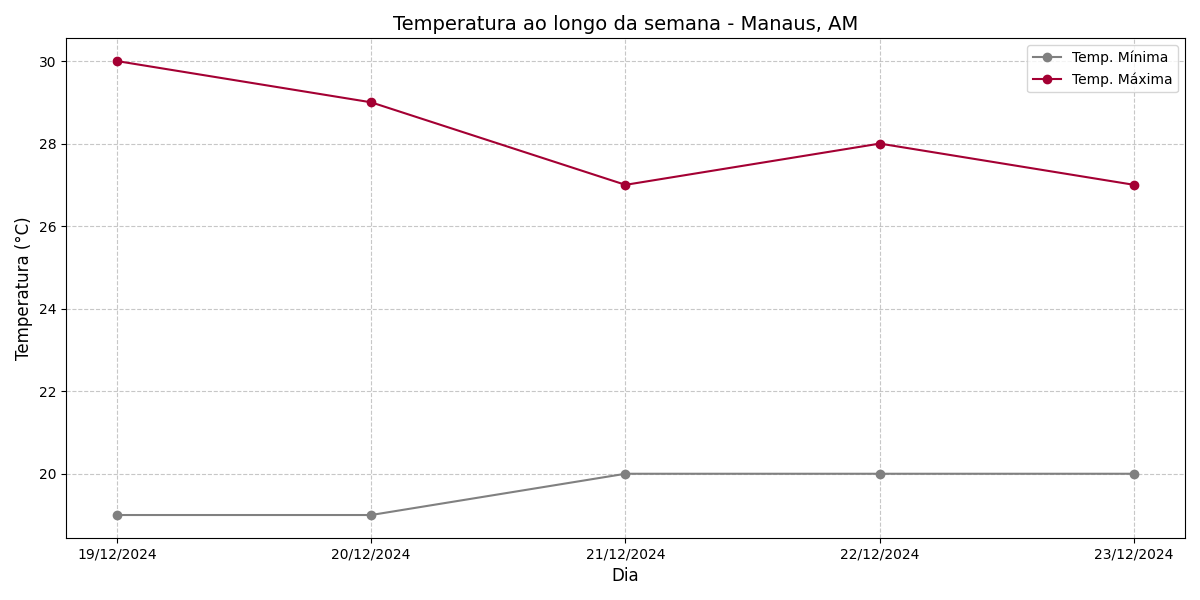 Temperatura ao longo da semana - Manaus, AM
Temp. Mínima
Temp. Máxima
Temperatura (°C)
30
28
26
24
22
20
19/12/2024
20/12/2024
21/12/2024
22/12/2024
23/12/2024
Dia